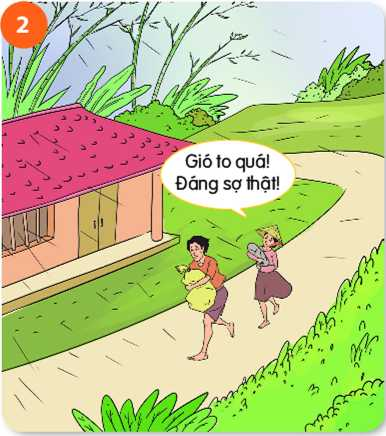 2
Gió to quá!
Đáng sợ thật!